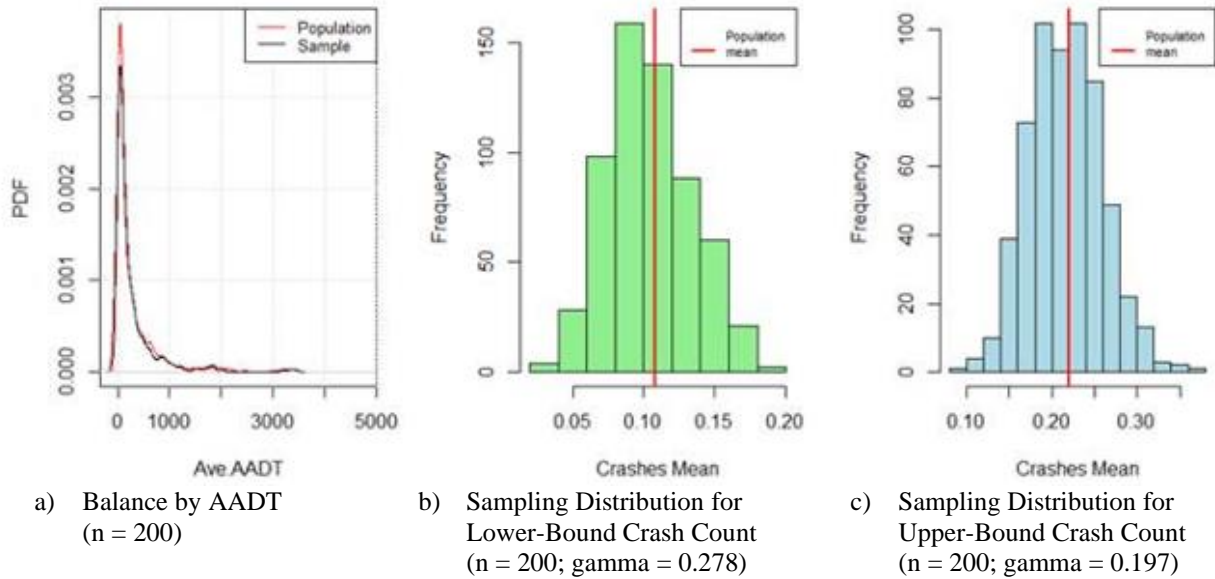 Population
Sample
PDF
0.000
0.001
0.002
0.003
0 1000 3000 5000
Ave.AADT
a) Balance by AADT
(n = 200)
Population
mean
Frequency
0
50
100
150
0.05 0.10 0.15 0.20
Crashes Mean
b) Sampling Distribution for
Lower-Bound Crash Count
(n = 200; gamma = 0.278)
Population
mean
Frequency
0
20
40
60
80
100
0.10 0.20 0.30
Crashes Mean
c) Sampling Distribution for
Upper-Bound Crash Count
(n = 200; gamma = 0.197)